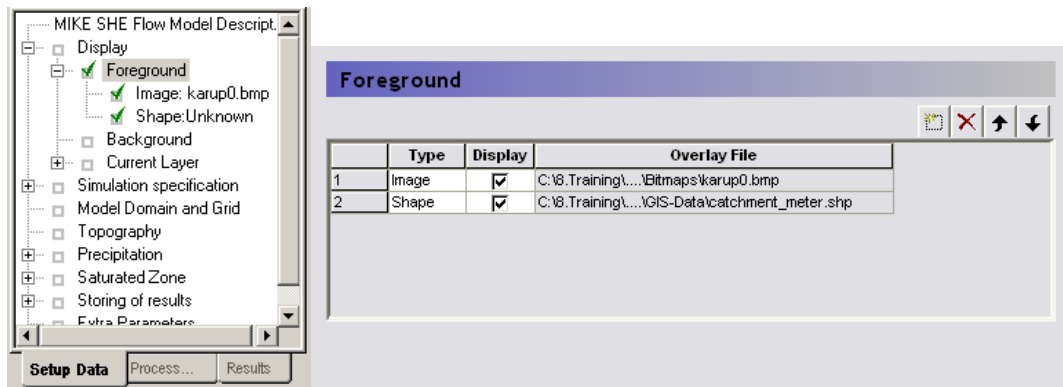 MIKE SHE Flow Model Descript.
Display
Foreground
Image: karup0.bmp
Shape:Unknown
Background
Current Layer
Simulation specification
Model Domain and Grid
Topography
Precipitation
Saturated Zone
Storing of results
Extra Parameters
Setup Data Process... Results
Foreground
Type Display Overlay File
1 Image C:\8.Training\....\Bitmaps\karup0.bmp
2 Shape C:\8.Training\....\GIS-Data\catchment_meter.shp